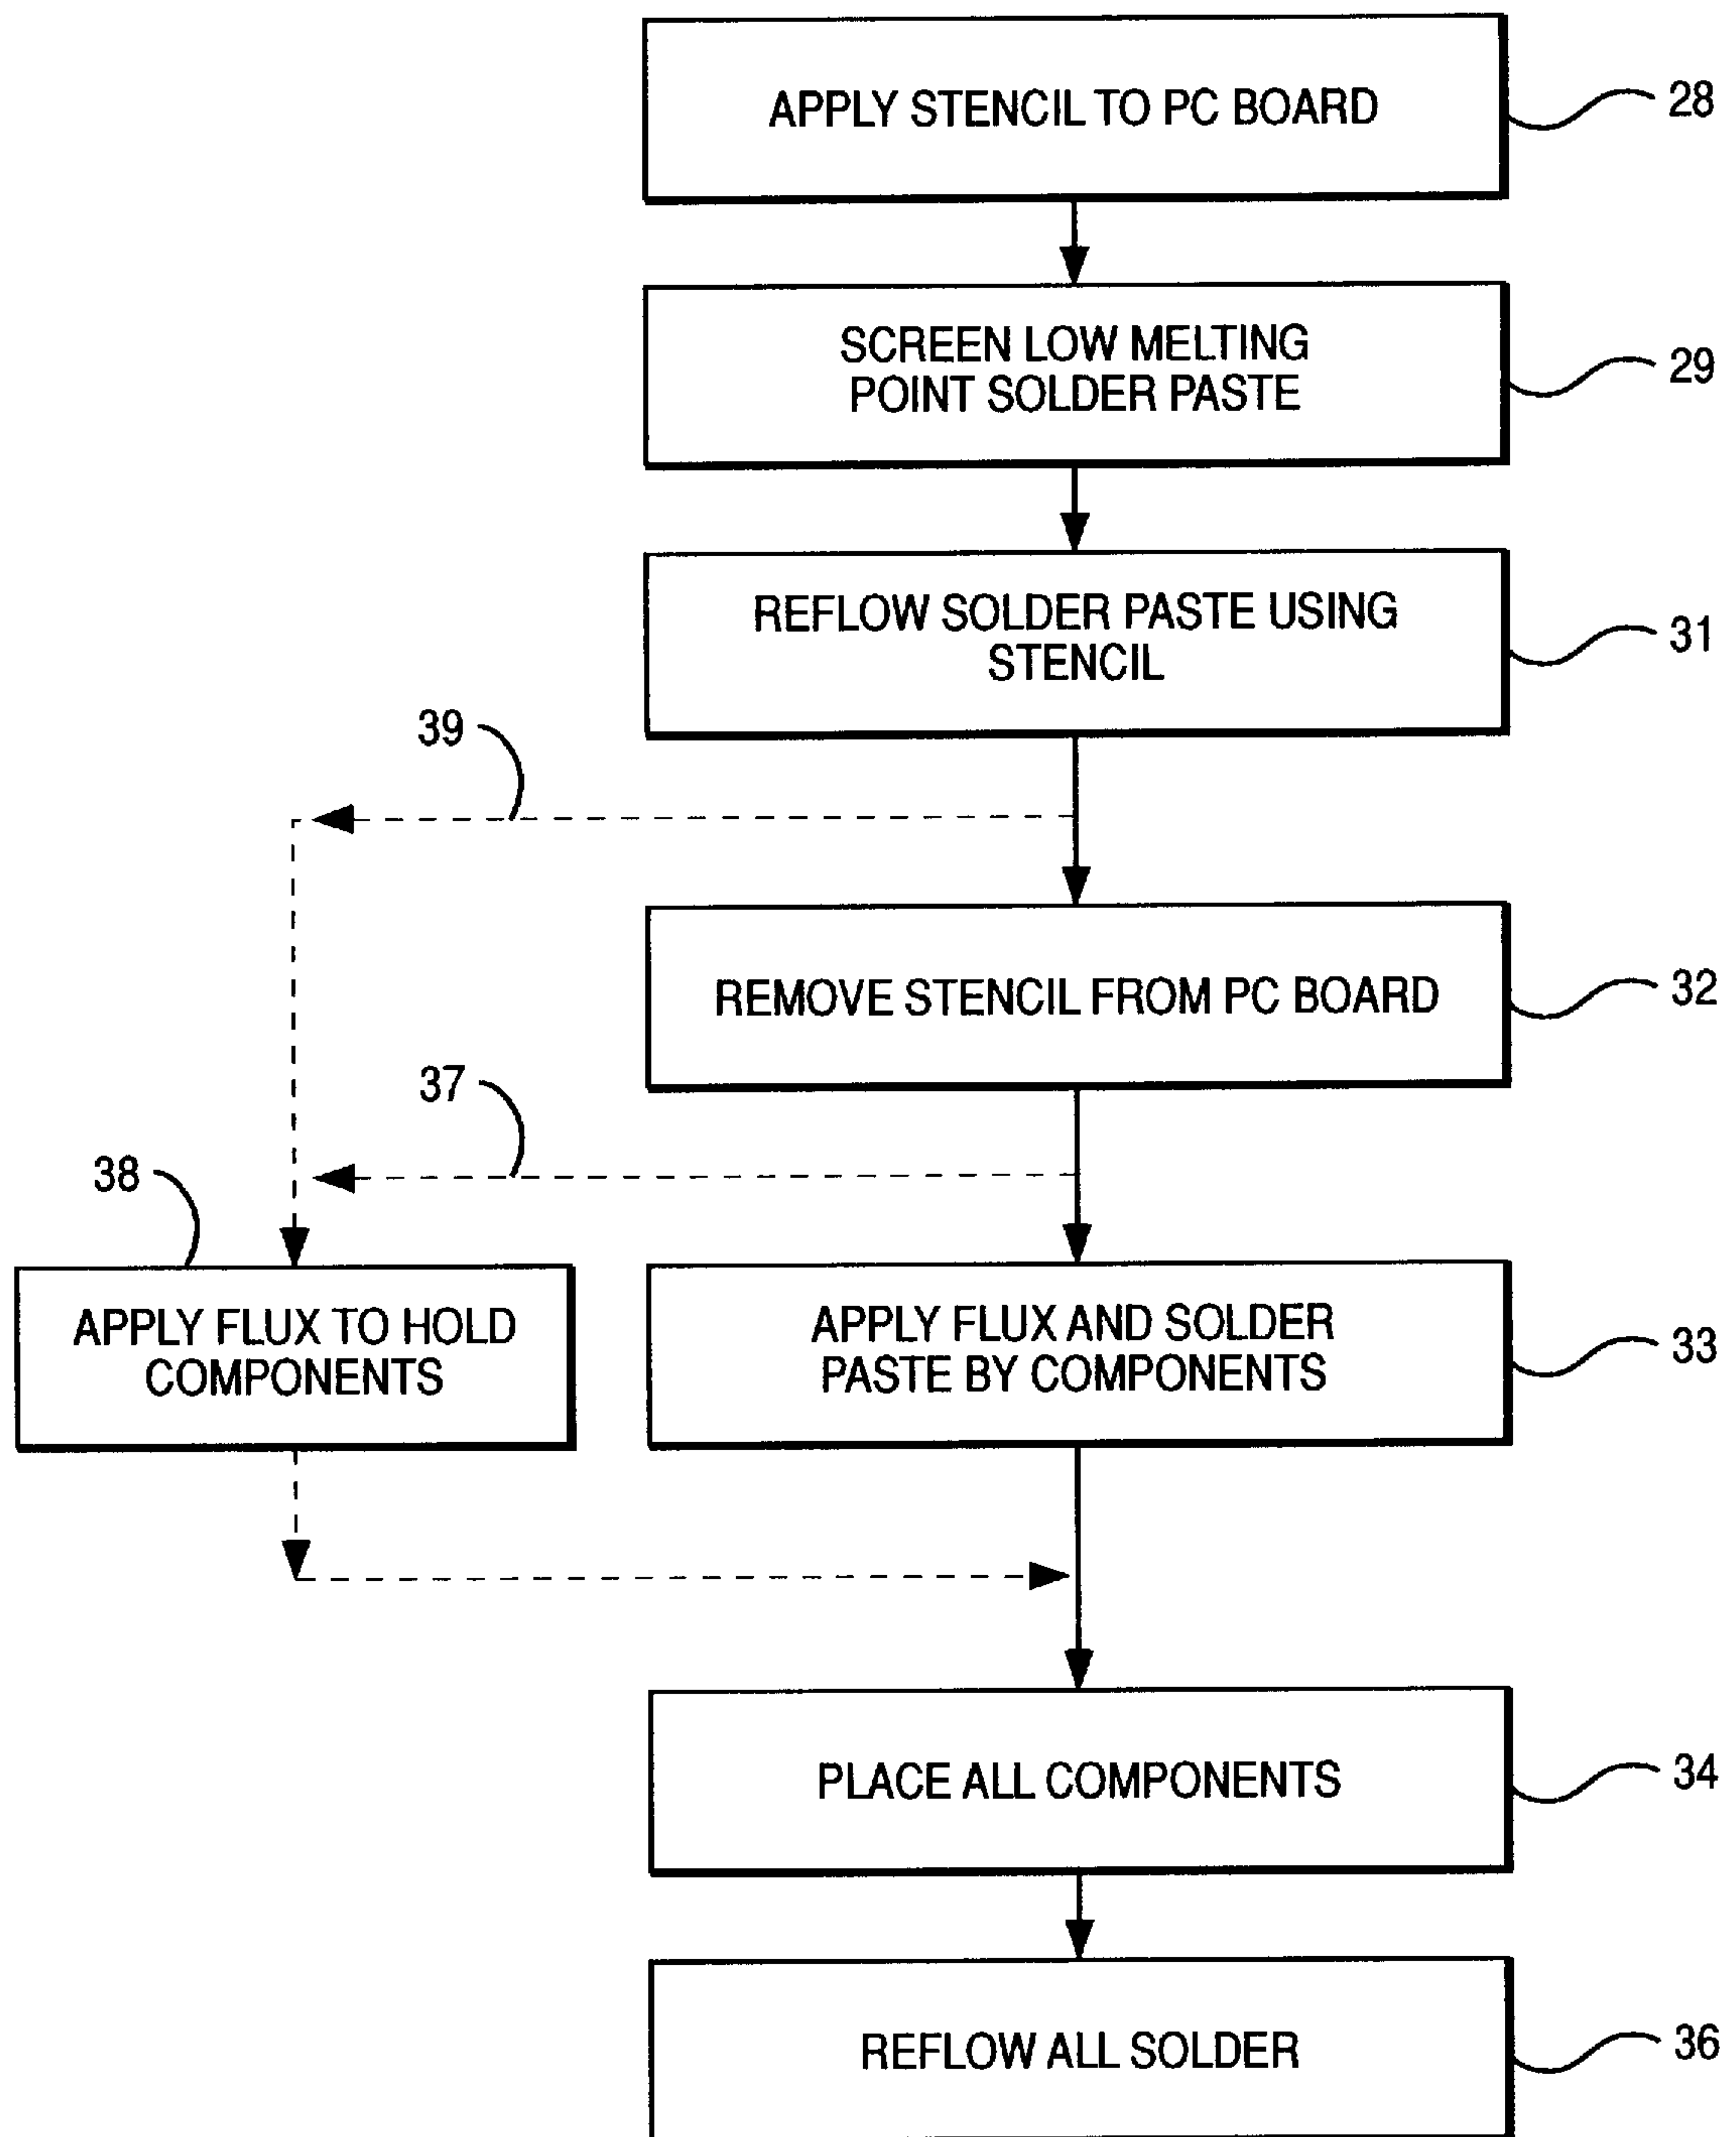 APPLY STENCIL TO PC BOARD
28
SCREEN LOW MELTING
POINT SOLDER PASTE
29
REFLOW SOLDER PASTE USING
STENCIL
31
39
REMOVE STENCIL FROM PC BOARD
32
37
38
APPLY FLUX TO HOLD
COMPONENTS
APPLY FLUX AND SOLDER
PASTE BY COMPONENTS
33
PLACE ALL COMPONENTS
34
REFLOW ALL SOLDER
36